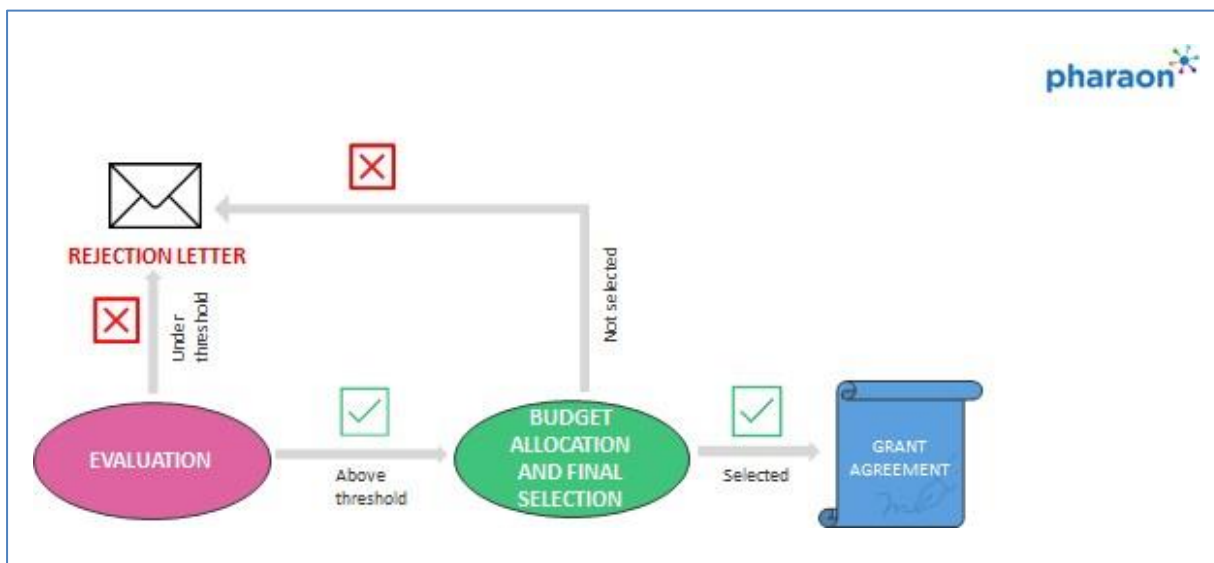 pharaon
REJECTION LETTER
Under
threshold
Not selected
EVALUATION
Above
threshold
BUDGET
ALLOCATION
AND FINAL
SELECTION
Selected
GRANT
AGREEMENT